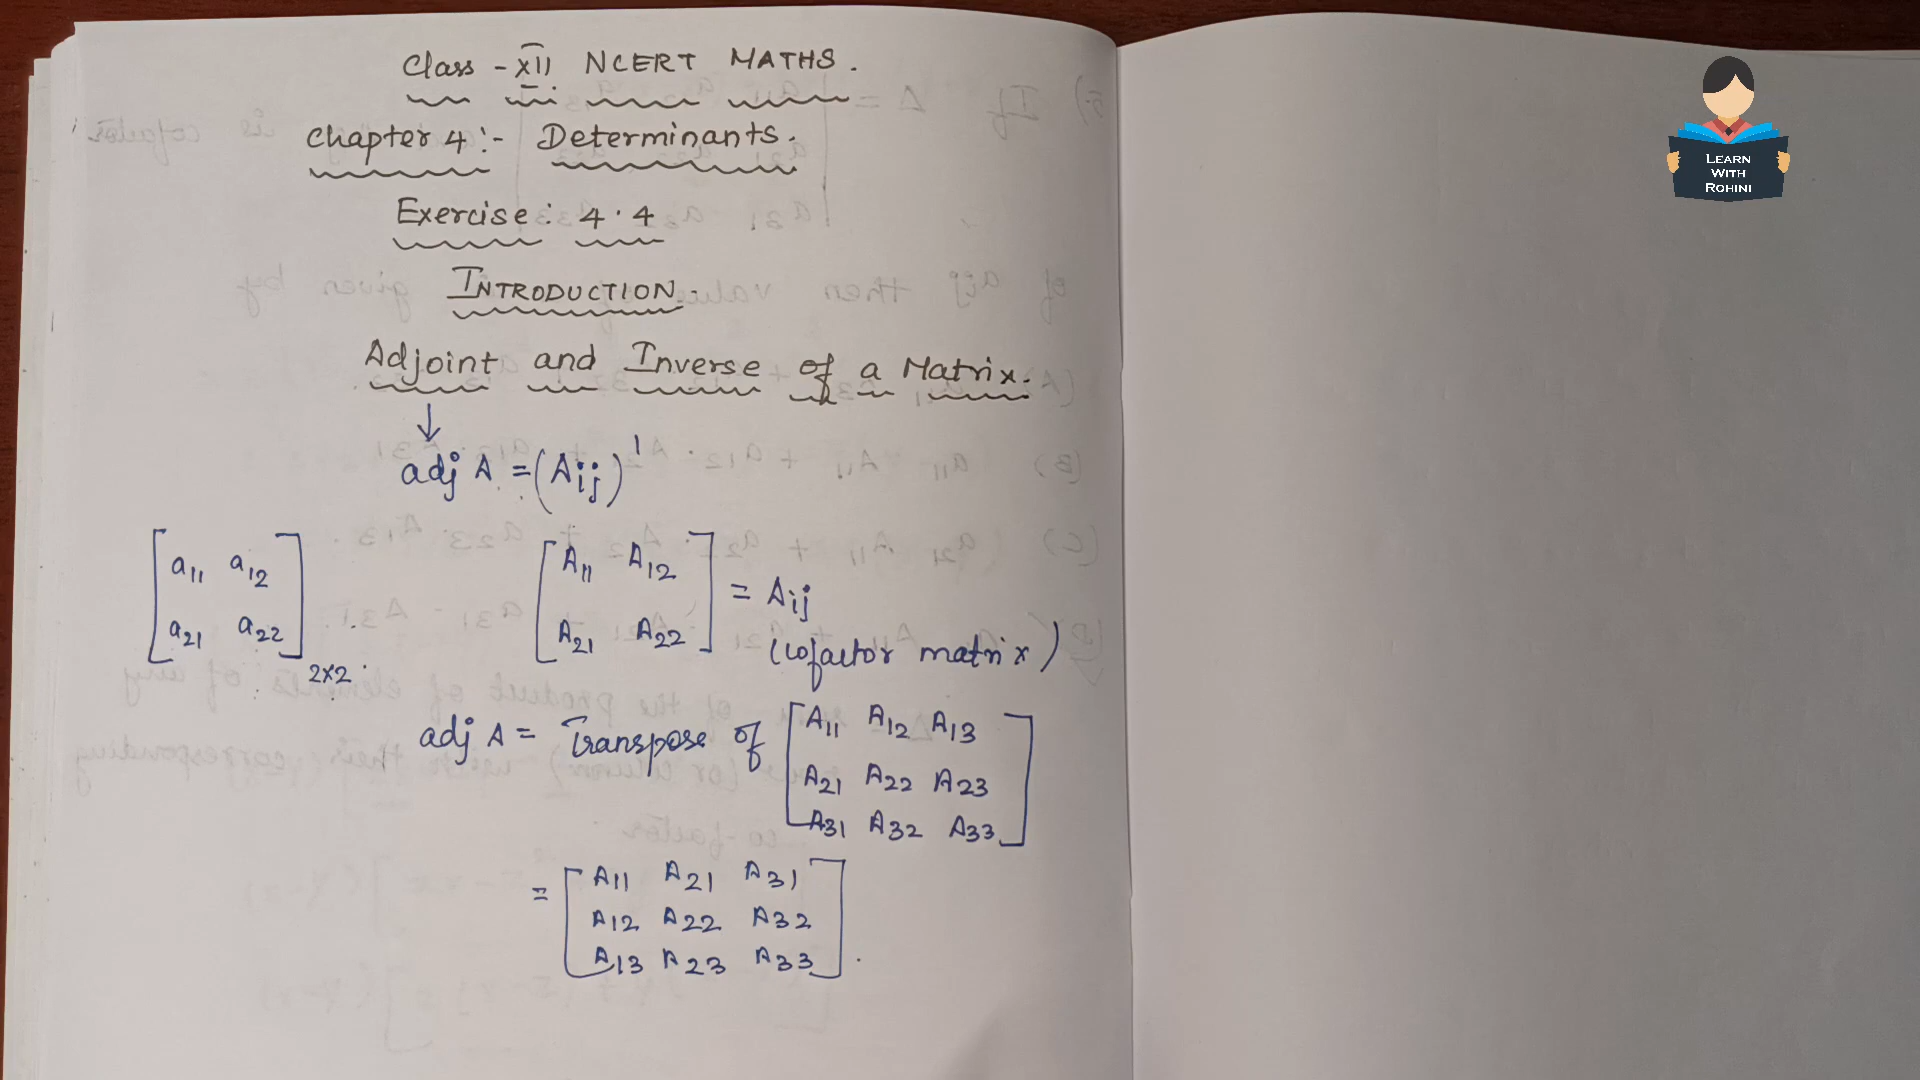 Class - XII NCERT MATHS.
Chapter 4 :- Determinants.
Exercise : 4.4
INTRODUCTION.
Adjoint and Inverse of a Matrix.
↓
adj A = (Aij)'
[a11 a12
a21 a22] 2×2
[A11 A12
A21 A22] = Aij
(cofactor matrix)
adj A = Transpose of [A11 A12 A13
A21 A22 A23
A31 A32 A33]
= [A11 A21 A31
A12 A22 A32
A13 A23 A33].
LEARN
WITH
ROHINI